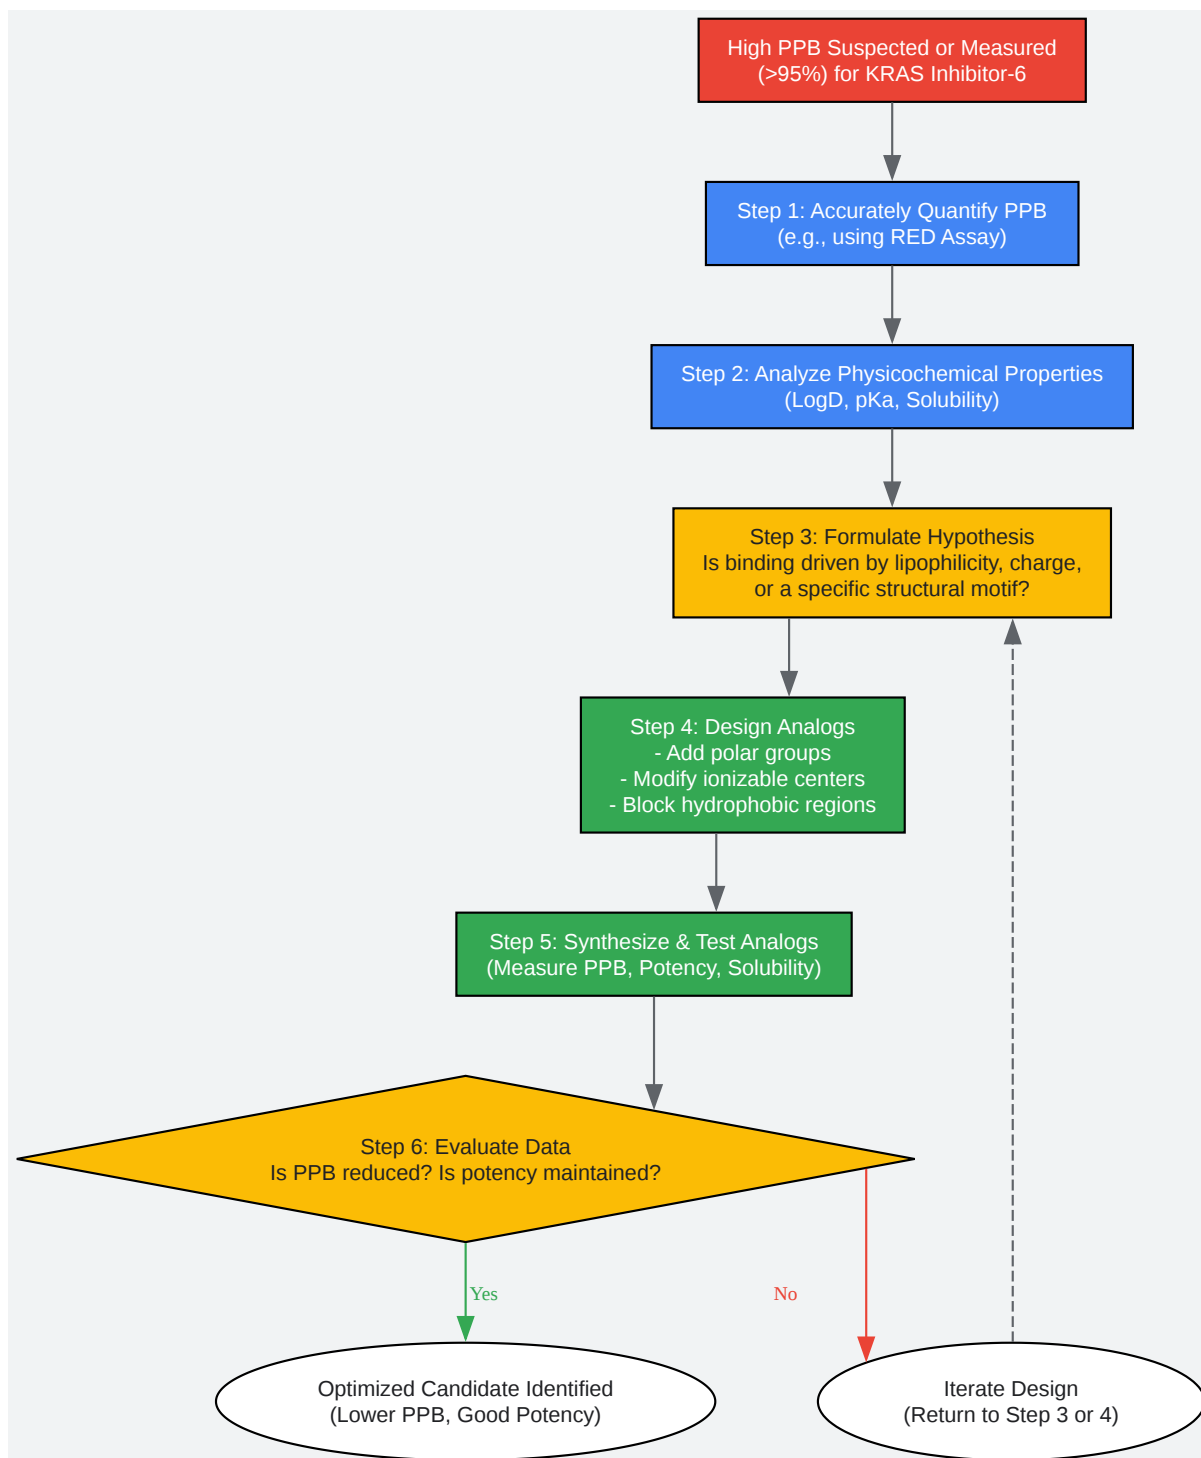 High PPB Suspected or Measured
(>95%) for KRAS Inhibitor-6
Step 1: Accurately Quantify PPB
(e.g., using RED Assay)
Step 2: Analyze Physicochemical Properties
(LogD, pKa, Solubility)
Step 3: Formulate Hypothesis
Is binding driven by lipophilicity, charge,
or a specific structural motif?
Step 4: Design Analogs
- Add polar groups
- Modify ionizable centers
- Block hydrophobic regions
Step 5: Synthesize & Test Analogs
(Measure PPB, Potency, Solubility)
Step 6: Evaluate Data
Is PPB reduced? Is potency maintained?
Yes
No
Optimized Candidate Identified
(Lower PPB, Good Potency)
Iterate Design
(Return to Step 3 or 4)